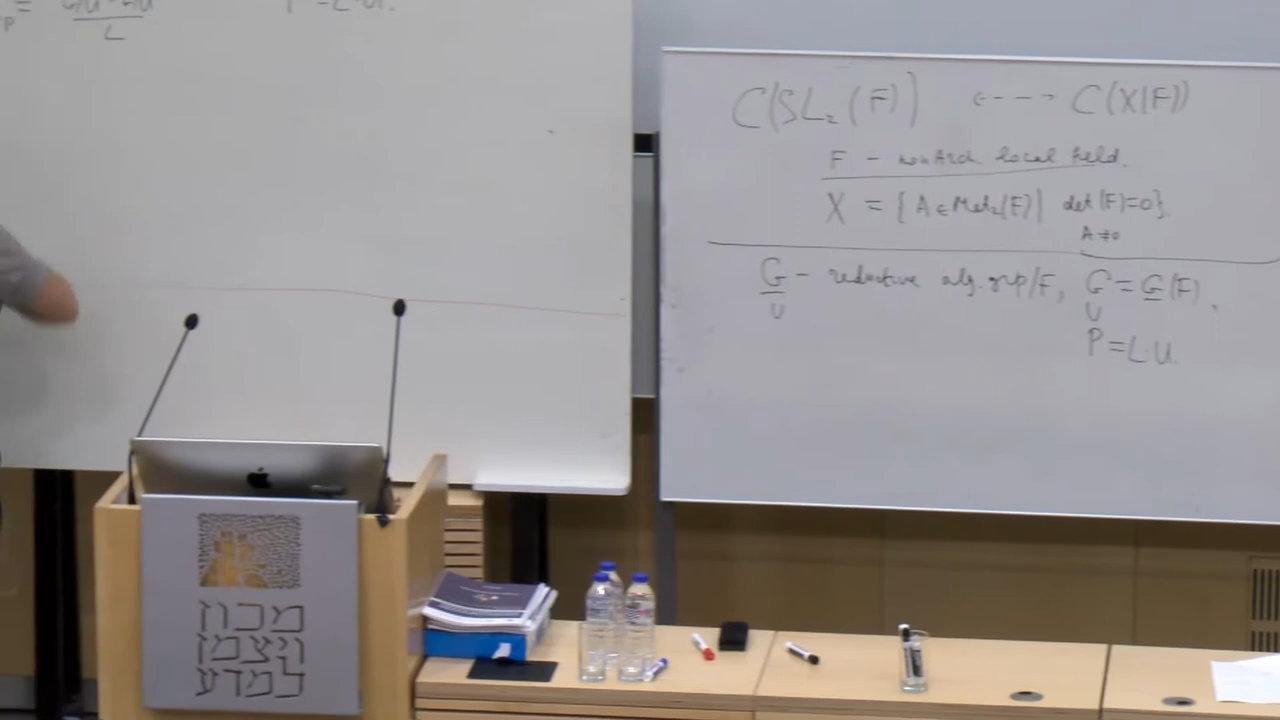 L
C(SL₂(F)) <---> C(X(F))
F - nonArch local field.
X = {A ∈ Mat₂(F) | det(F)=0}.
A≠0
G - reductive alg. grp/F, G = G(F).
U U
P = L·U.
מכון
ויצמן
למדע